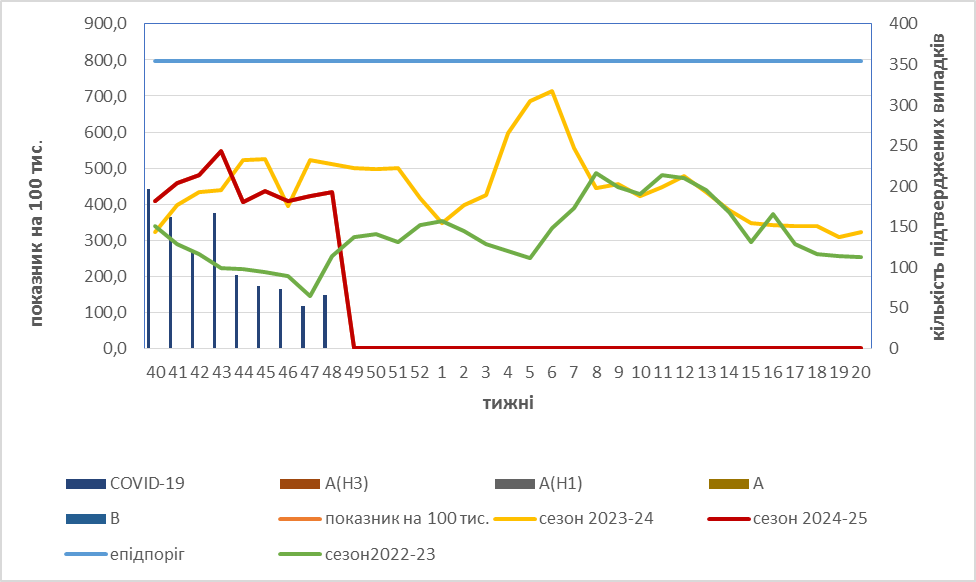 900,0
800,0
700,0
600,0
500,0
400,0
300,0
200,0
100,0
0,0
показник на 100 тис.
400
350
300
250
200
150
100
50
0
кількість підтверджених випадків
40 41 42 43 44 45 46 47 48 49 50 51 52 1 2 3 4 5 6 7 8 9 10 11 12 13 14 15 16 17 18 19 20
тижні
COVID-19 А(Н3) А(Н1) А
В показник на 100 тис. сезон 2023-24 сезон 2024-25
епідпоріг сезон2022-23